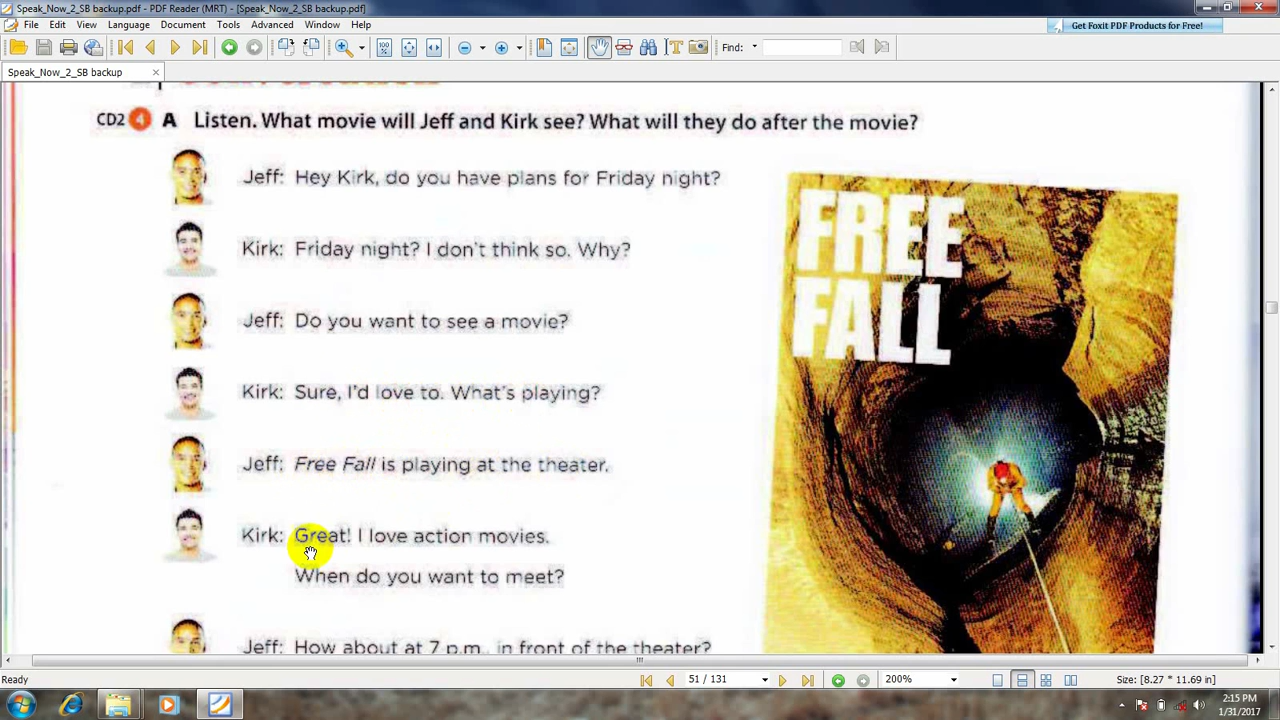 Speak_Now_2_SB backup.pdf - PDF Reader (MRT) - [Speak_Now_2_SB backup.pdf]
File Edit View Language Document Tools Comments Advanced Window Help
Get Foxit PDF Products for Free!
Find:
Speak_Now_2_SB backup
CD2 4 A Listen. What movie will Jeff and Kirk see? What will they do after the movie?
Jeff: Hey Kirk, do you have plans for Friday night?
Kirk: Friday night? I don't think so. Why?
Jeff: Do you want to see a movie?
Kirk: Sure, I'd love to. What's playing?
Jeff: Free Fall is playing at the theater.
Kirk: Great! I love action movies.
When do you want to meet?
Jeff: How about at 7 p.m., in front of the theater?
FREE
FALL
Ready
51 / 131
200%
Size: [8.27 * 11.69 in]
2:15 PM
1/31/2017